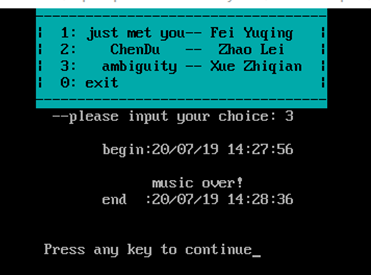 1: just met you-- Fei Yuqing
2: ChenDu -- Zhao Lei
3: ambiguity -- Xue Zhiqian
0: exit
--please input your choice: 3
begin:20/07/19 14:27:56
music over!
end :20/07/19 14:28:36
Press any key to continue_